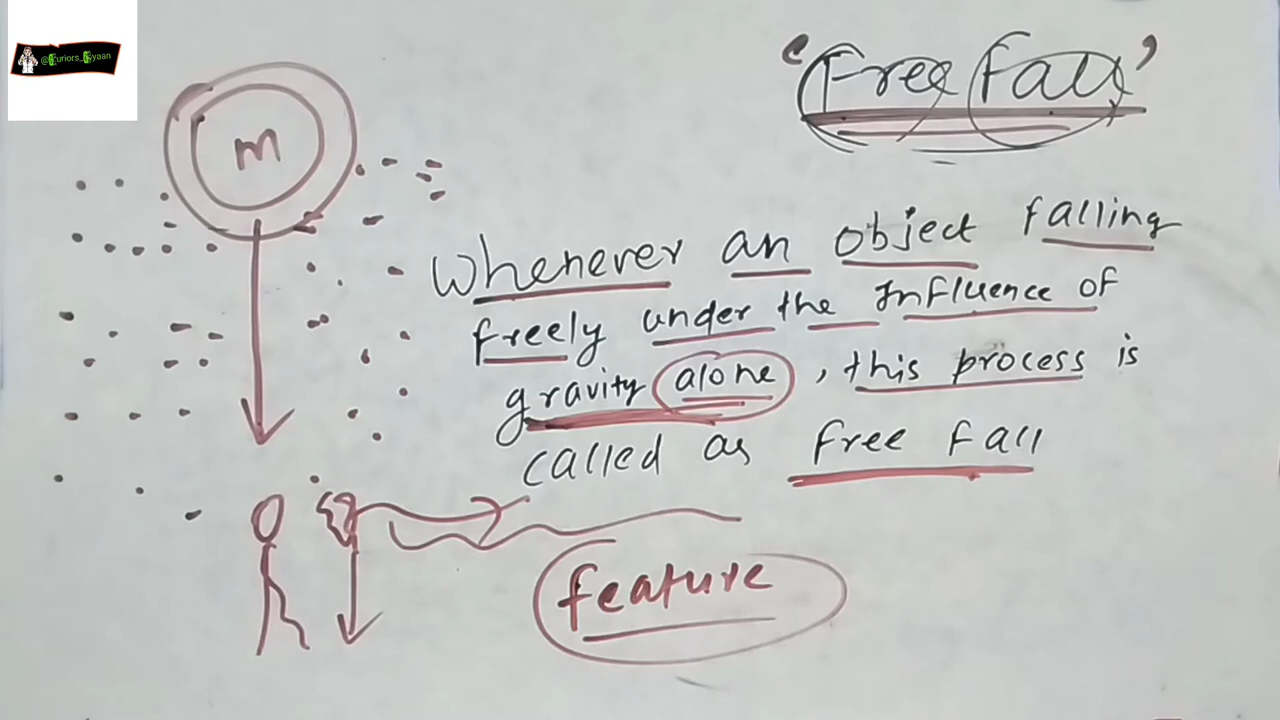 @Curiors_Gyaan
'Free Fall'
m
Whenever an object falling
freely under the Influence of
gravity alone, this process is
called as free fall
feature